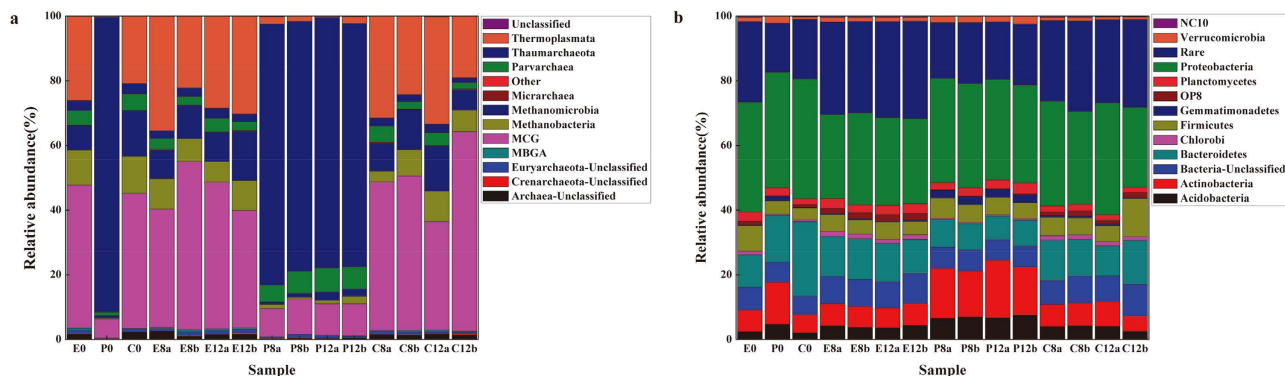 a
Relative abundance(%)
100
80
60
40
20
0
E0 P0 C0 E8a E8b E12a E12b P8a P8b P12a P12b C8a C8b C12a C12b
Sample
Unclassified
Thermoplasmata
Thaumarchaeota
Parvarchaea
Other
Micrarchaea
Methanomicrobia
Methanobacteria
MCG
MBGA
Euryarchaeota-Unclassified
Crenarchaeota-Unclassified
Archaea-Unclassified
b
Relative abundance(%)
100
80
60
40
20
0
E0 P0 C0 E8a E8b E12a E12b P8a P8b P12a P12b C8a C8b C12a C12b
Sample
NC10
Verrucomicrobia
Rare
Proteobacteria
Planctomycetes
OP8
Gemmatimonadetes
Firmicutes
Chlorobi
Bacteroidetes
Bacteria-Unclassified
Actinobacteria
Acidobacteria